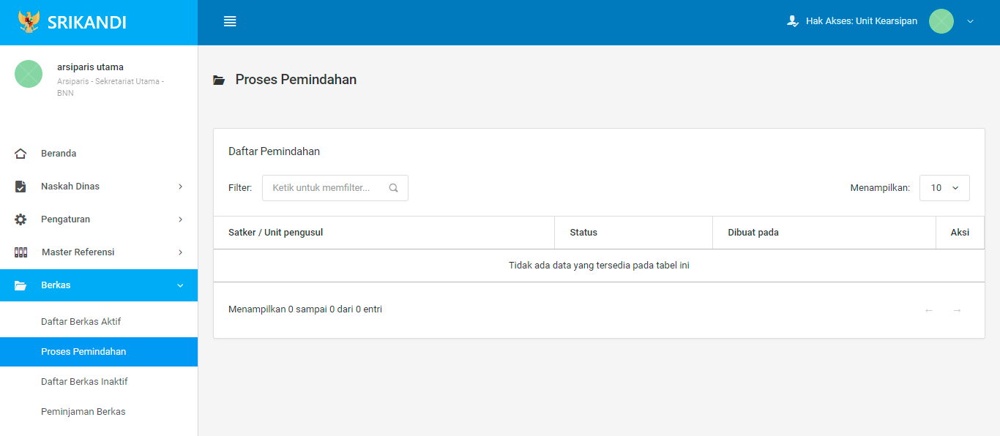 SRIKANDI
Hak Akses: Unit Kearsipan
arsiparis utama
Arsiparis - Sekretariat Utama -
BNN
Beranda
Naskah Dinas
Pengaturan
Master Referensi
Berkas
Daftar Berkas Aktif
Proses Pemindahan
Daftar Berkas Inaktif
Peminjaman Berkas
Proses Pemindahan
Daftar Pemindahan
Filter: Ketik untuk memfilter... Menampilkan: 10
Satker / Unit pengusul Status Dibuat pada Aksi
Tidak ada data yang tersedia pada tabel ini
Menampilkan 0 sampai 0 dari 0 entri ← →